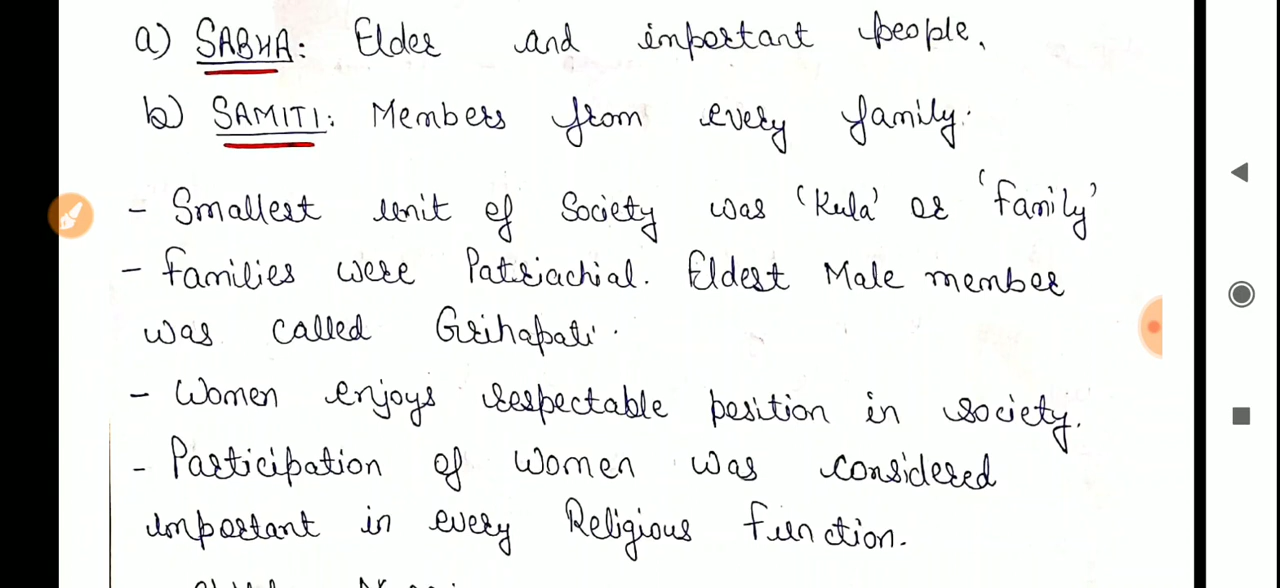 a) SABHA: Elder and important people.
b) SAMITI: Members from every family.
- Smallest unit of Society was 'Kula' or 'family'
- families were Patriachial. Eldest Male member
was called Grihapati.
- Women enjoys respectable position in society.
- Participation of women was considered
important in every Religious function.